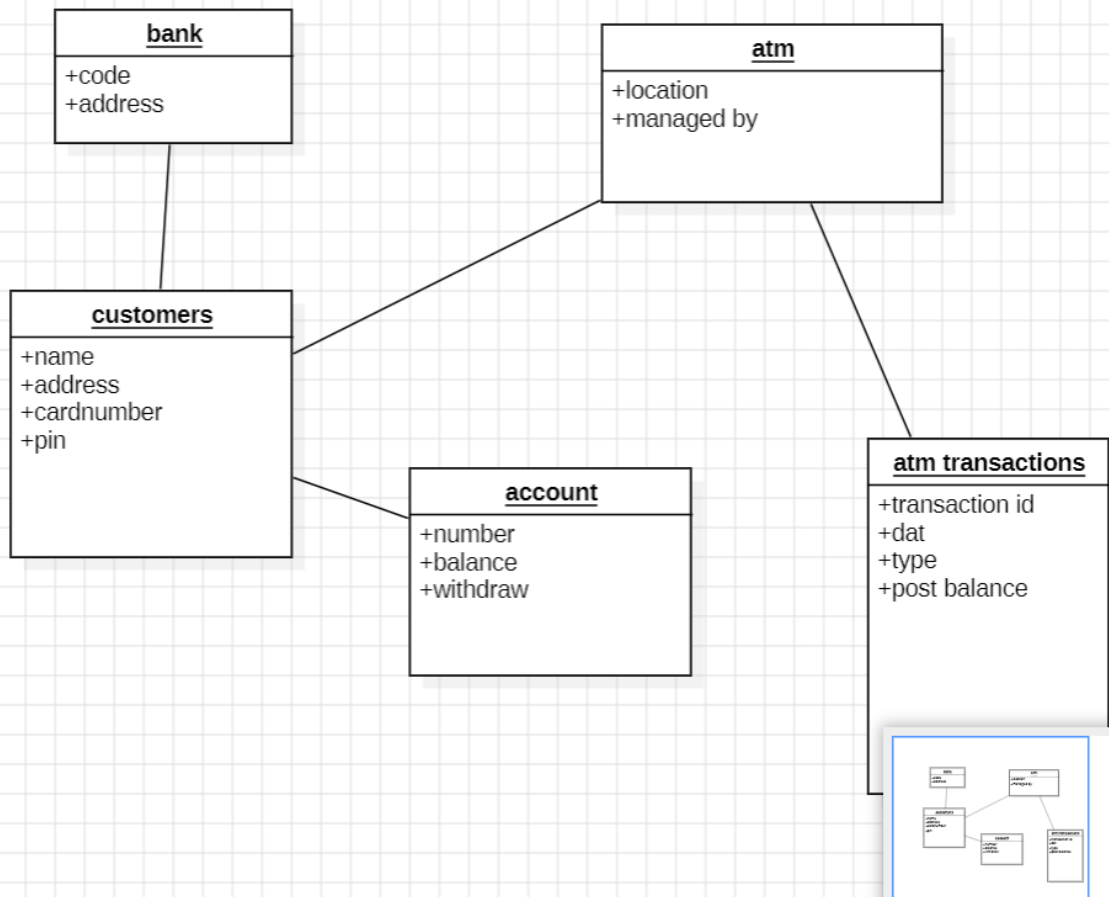 bank
+code
+address
atm
+location
+managed by
customers
+name
+address
+cardnumber
+pin
account
+number
+balance
+withdraw
atm transactions
+transaction id
+dat
+type
+post balance